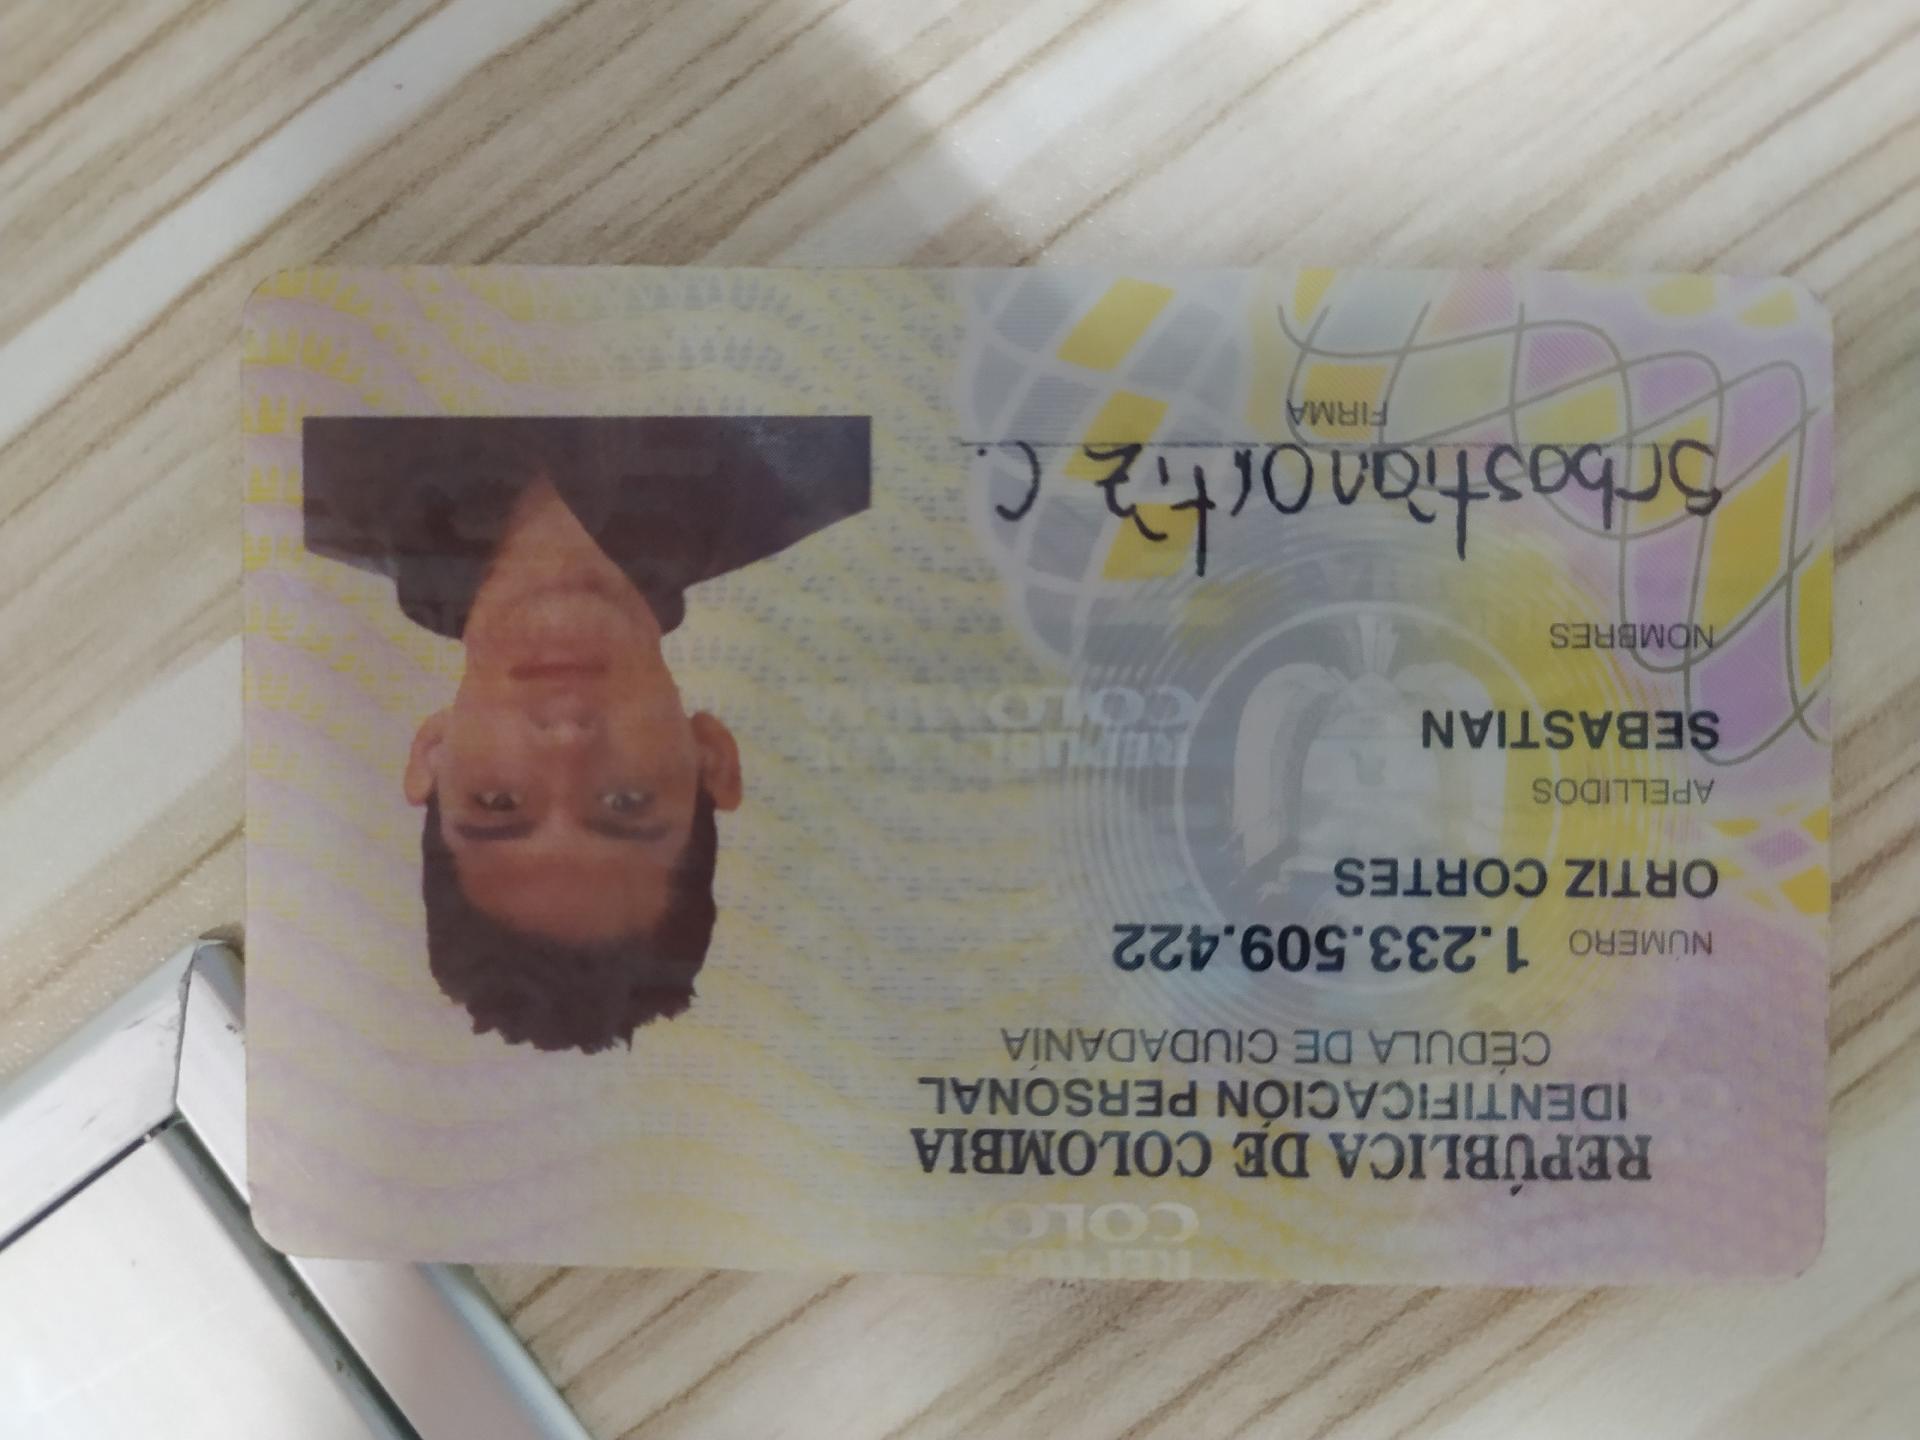 REPÚBLICA DE COLOMBIA
IDENTIFICACIÓN PERSONAL
CÉDULA DE CIUDADANÍA
NÚMERO 1.233.509.422
ORTIZ CORTES
APELLIDOS
SEBASTIAN
NOMBRES
Sebastian Ortiz C.
FIRMA